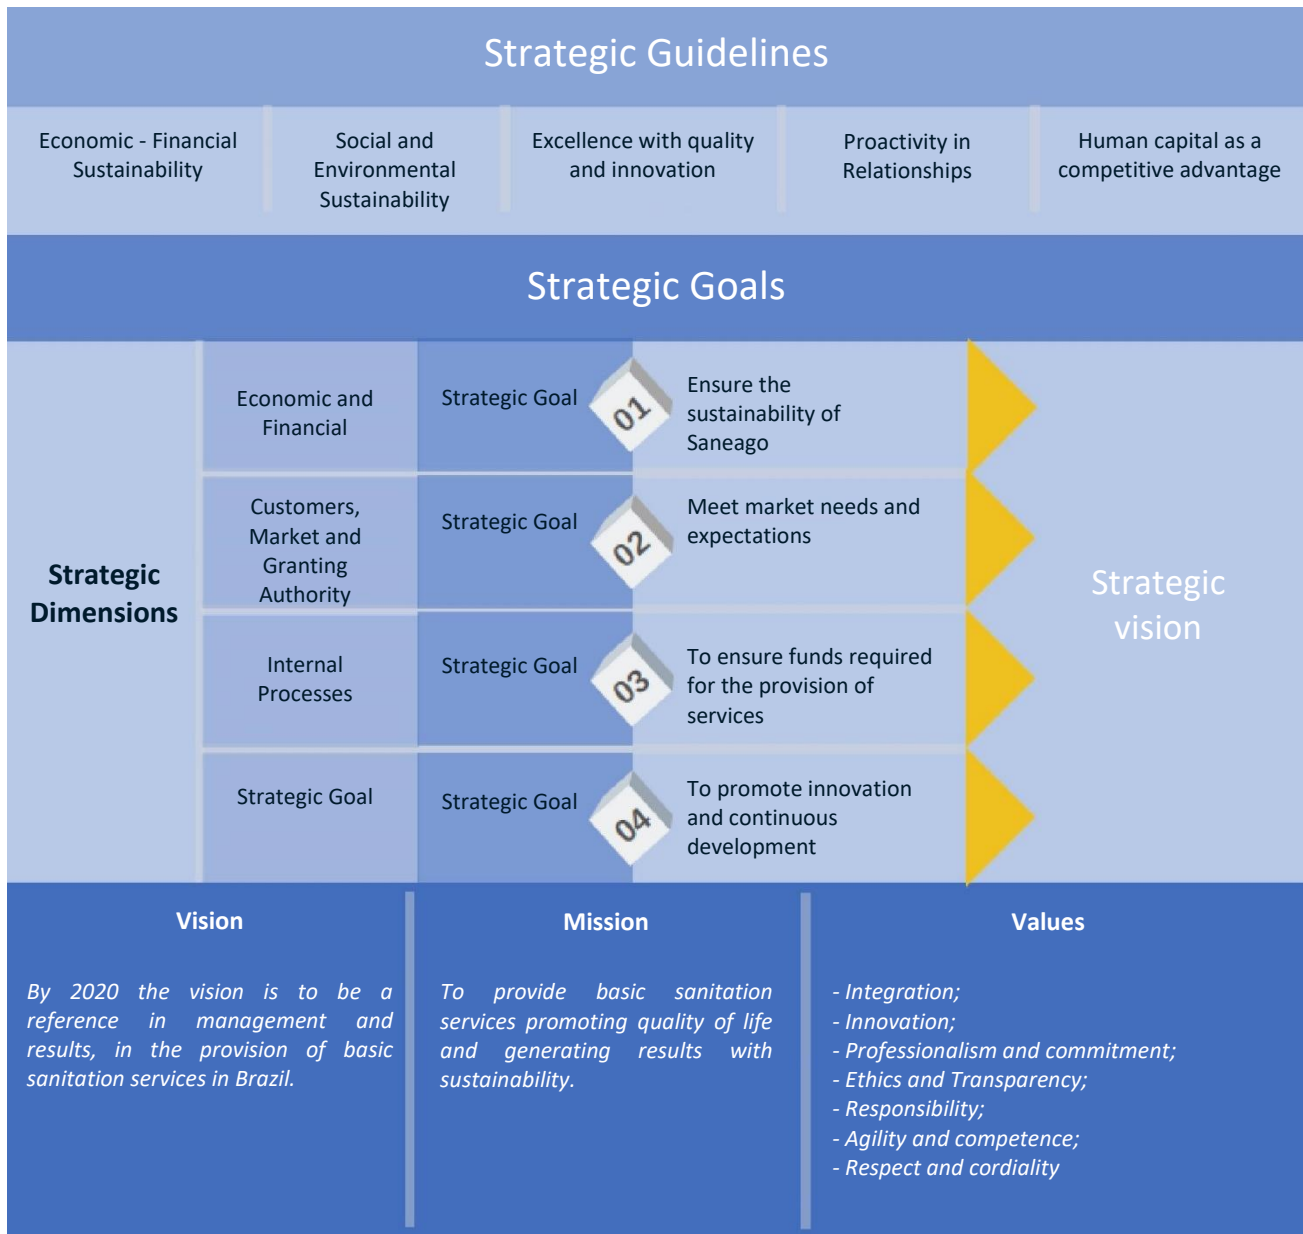 Strategic Guidelines
Economic - Financial
Sustainability
Social and
Environmental
Sustainability
Excellence with quality
and innovation
Proactivity in
Relationships
Human capital as a
competitive advantage
Strategic Goals
Strategic
Dimensions
Economic and
Financial
Strategic Goal
01
Ensure the
sustainability of
Saneago
Customers,
Market and
Granting
Authority
Strategic Goal
02
Meet market needs and
expectations
Internal
Processes
Strategic Goal
03
To ensure funds required
for the provision of
services
Strategic Goal
Strategic Goal
04
To promote innovation
and continuous
development
Strategic
vision
Vision
By 2020 the vision is to be a
reference in management and
results, in the provision of basic
sanitation services in Brazil.
Mission
To provide basic sanitation
services promoting quality of life
and generating results with
sustainability.
Values
- Integration;
- Innovation;
- Professionalism and commitment;
- Ethics and Transparency;
- Responsibility;
- Agility and competence;
- Respect and cordiality